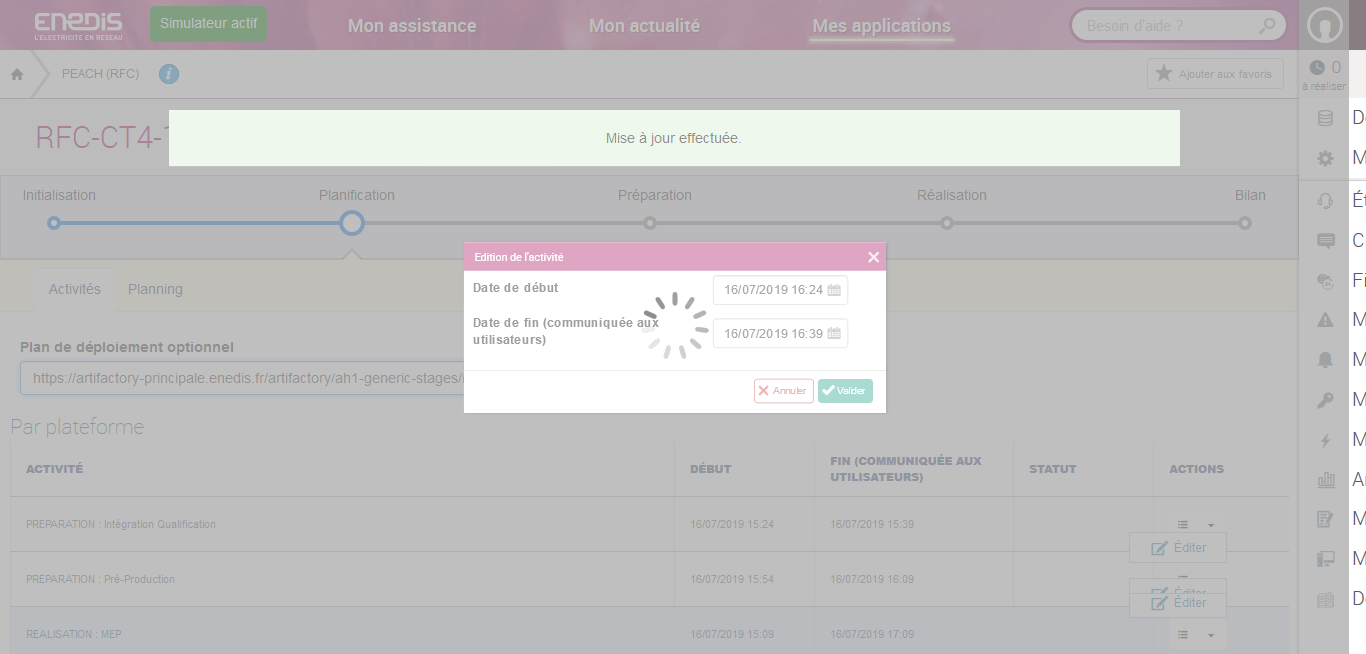 eNeDIS
L'ELECTRICITE EN RESEAU
Simulateur actif
Mon assistance
Mon actualité
Mes applications
Besoin d'aide ?
PEACH (RFC)
i
Ajouter aux favoris
0
à réaliser
RFC-CT4-
Mise à jour effectuée.
Initialisation
Planification
Préparation
Réalisation
Bilan
Edition de l'activité
Date de début
16/07/2019 16:24
Date de fin (communiquée aux
utilisateurs)
16/07/2019 16:39
Annuler
Valider
Activités
Planning
Plan de déploiement optionnel
https://artifactory-principale.enedis.fr/artifactory/ah1-generic-stages/
Par plateforme
ACTIVITÉ
DÉBUT
FIN (COMMUNIQUÉE AUX
UTILISATEURS)
STATUT
ACTIONS
PREPARATION : Intégration Qualification
16/07/2019 15:24
16/07/2019 15:39
Éditer
PREPARATION : Pré-Production
16/07/2019 15:54
16/07/2019 16:09
Éditer
Éditer
REALISATION : MEP
16/07/2019 15:09
16/07/2019 17:09